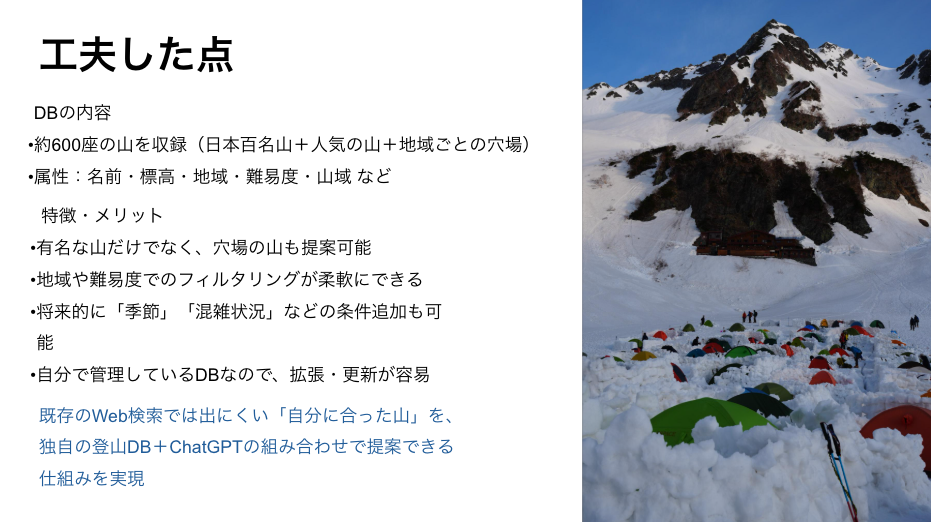 工夫した点
DBの内容
•約600座の山を収録（日本百名山＋人気の山＋地域ごとの穴場）
•属性：名前・標高・地域・難易度・山域 など
特徴・メリット
•有名な山だけでなく、穴場の山も提案可能
•地域や難易度でのフィルタリングが柔軟にできる
•将来的に「季節」「混雑状況」などの条件追加も可
能
•自分で管理しているDBなので、拡張・更新が容易
既存のWeb検索では出にくい「自分に合った山」を、
独自の登山DB＋ChatGPTの組み合わせで提案できる
仕組みを実現